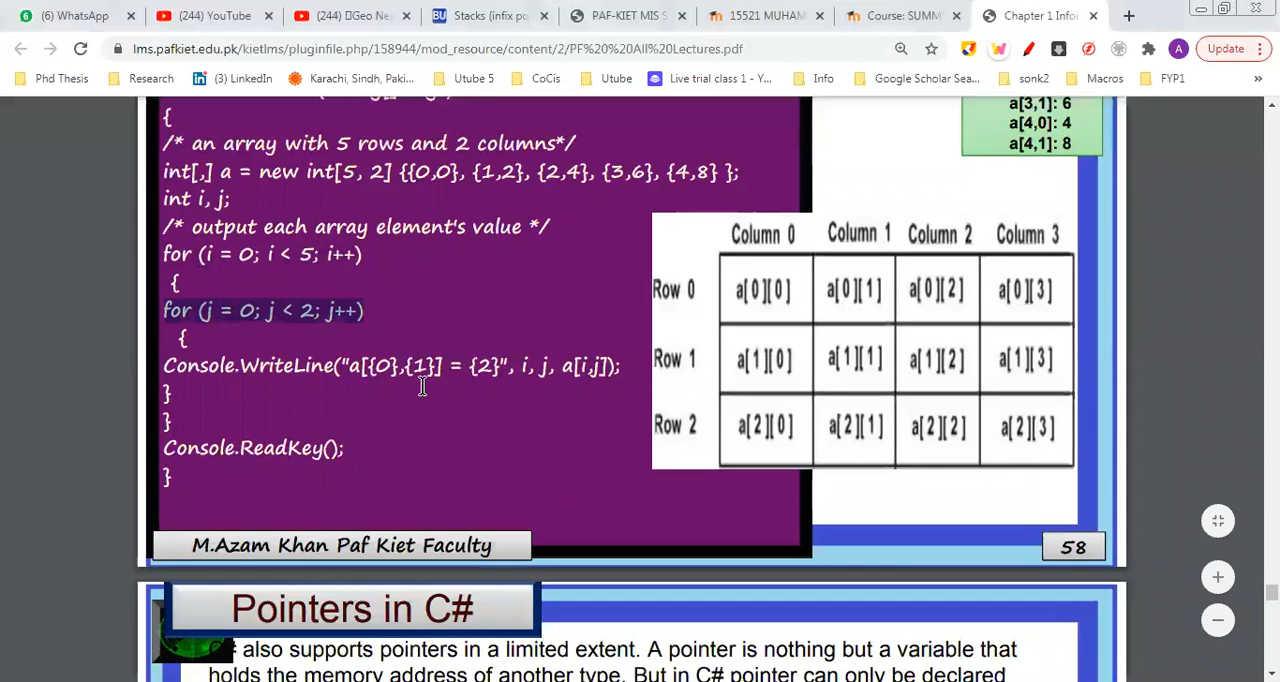 (6) WhatsApp
(244) YouTube
(244) Geo Ne
Stacks (infix po
PAF-KIET MIS S
15521 MUHAM
Course: SUMM
Chapter 1 Info
lms.pafkiet.edu.pk/kietlms/pluginfile.php/158944/mod_resource/content/2/PF%20%20All%20Lectures.pdf
A
Update
Phd Thesis
Research
(3) LinkedIn
Karachi, Sindh, Paki...
Utube 5
CoCis
Utube
Live trial class 1 - Y...
Info
Google Scholar Sea...
sonk2
Macros
FYP1
»
a[3,1]: 6
a[4,0]: 4
a[4,1]: 8
{
/* an array with 5 rows and 2 columns*/
int[,] a = new int[5, 2] {{0,0}, {1,2}, {2,4}, {3,6}, {4,8} };
int i, j;
/* output each array element's value */
for (i = 0; i < 5; i++)
{
for (j = 0; j < 2; j++)
{
Console.WriteLine("a[{0},{1}] = {2}", i, j, a[i,j]);
}
}
Console.ReadKey();
}
Column 0 Column 1 Column 2 Column 3
Row 0 a[0][0] a[0][1] a[0][2] a[0][3]
Row 1 a[1][0] a[1][1] a[1][2] a[1][3]
Row 2 a[2][0] a[2][1] a[2][2] a[2][3]
M.Azam Khan Paf Kiet Faculty
58
Pointers in C#
C# also supports pointers in a limited extent. A pointer is nothing but a variable that
holds the memory address of another type. But in C# pointer can only be declared